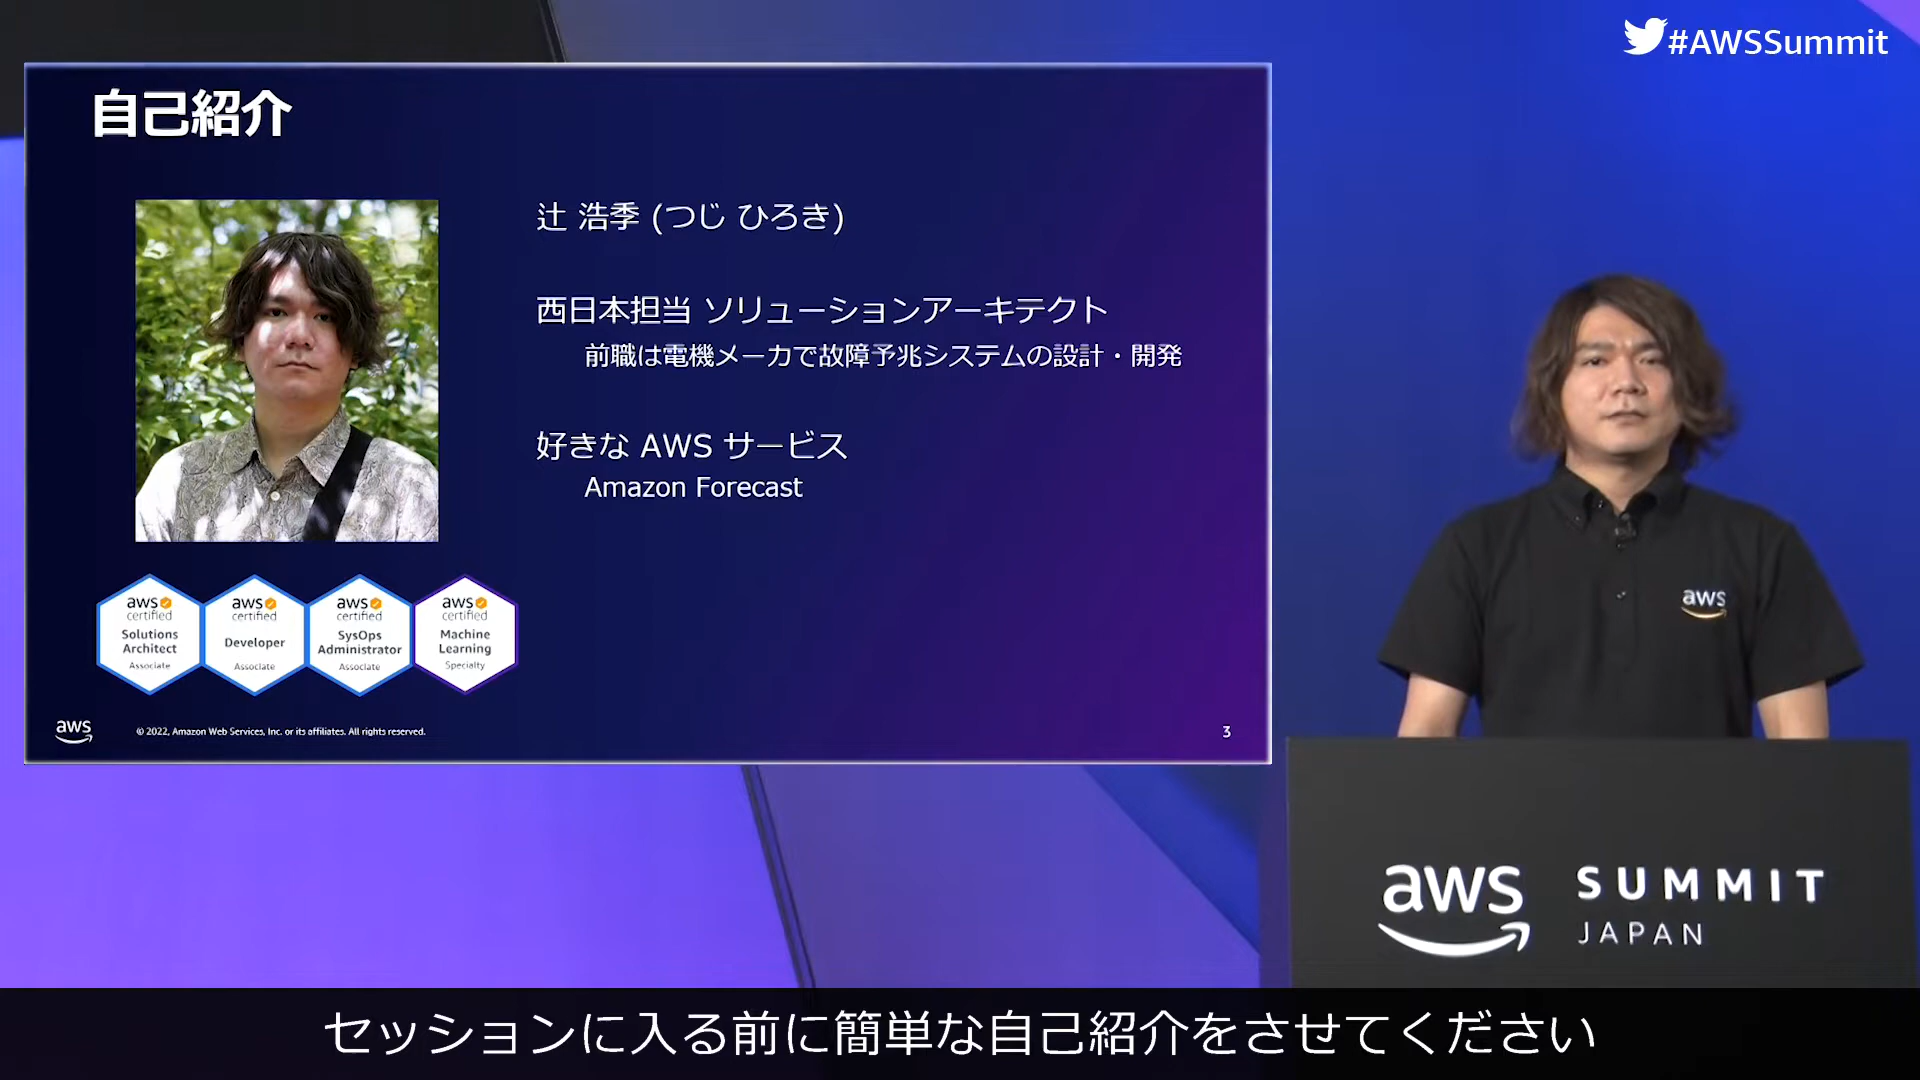 #AWSSummit
自己紹介
辻 浩季 (つじ ひろき)
西日本担当 ソリューションアーキテクト
前職は電機メーカで故障予兆システムの設計・開発
好きな AWS サービス
Amazon Forecast
aws certified
Solutions Architect
Associate
aws certified
Developer
Associate
aws certified
SysOps Administrator
Associate
aws certified
Machine Learning
Specialty
aws
© 2022, Amazon Web Services, Inc. or its affiliates. All rights reserved.
3
aws
aws SUMMIT
JAPAN
セッションに入る前に簡単な自己紹介をさせてください